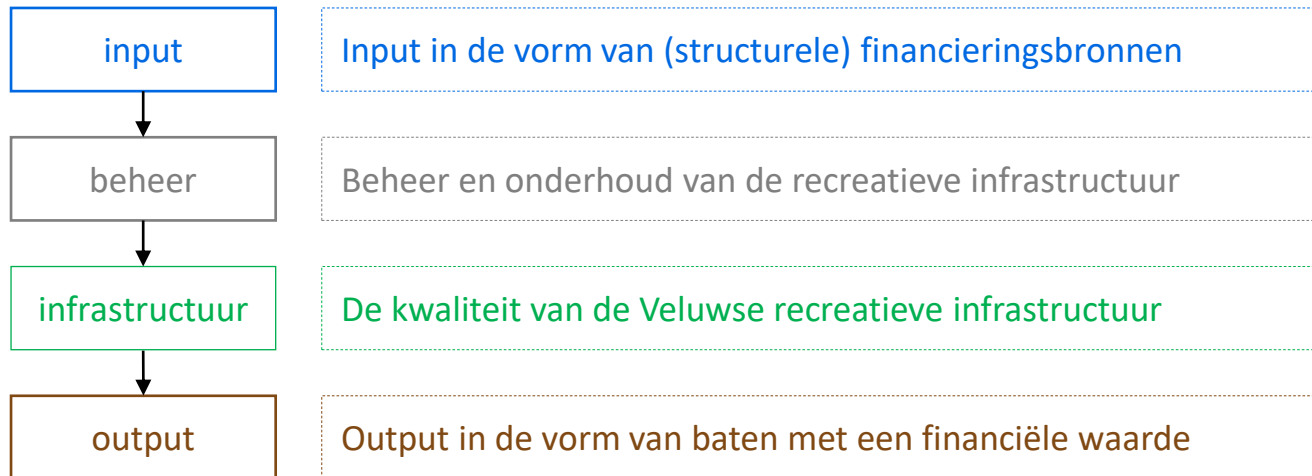 input
Input in de vorm van (structurele) financieringsbronnen
beheer
Beheer en onderhoud van de recreatieve infrastructuur
infrastructuur
De kwaliteit van de Veluwse recreatieve infrastructuur
output
Output in de vorm van baten met een financiële waarde